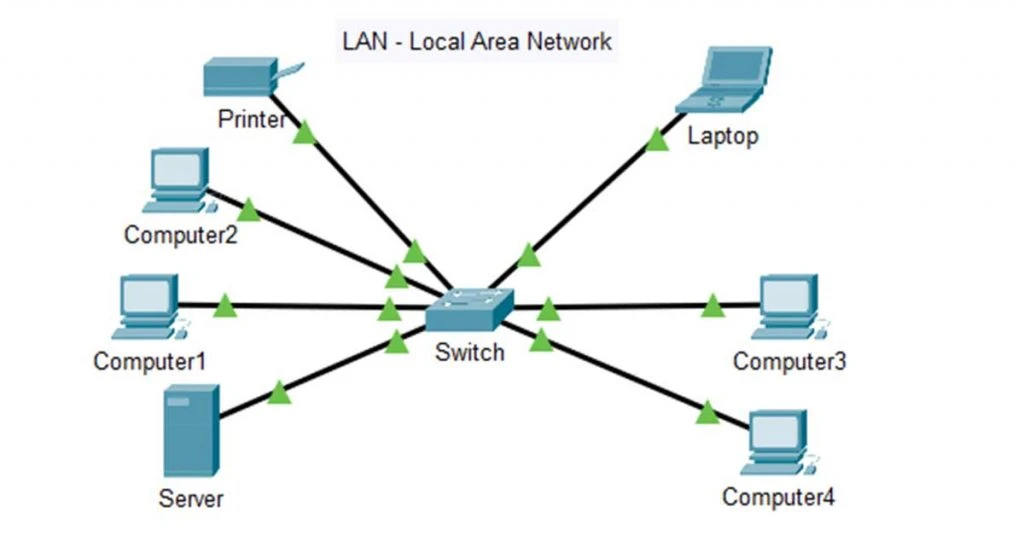 LAN - Local Area Network
Printer
Laptop
Computer2
Computer1
Switch
Computer3
Server
Computer4